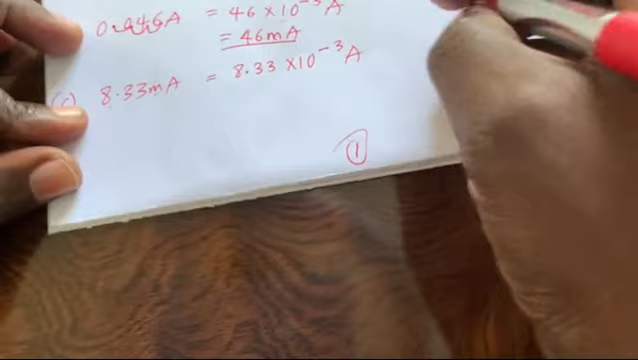 0.046A = 46 × 10⁻³ A
= 46mA
(c) 8.33mA = 8.33 × 10⁻³ A
1